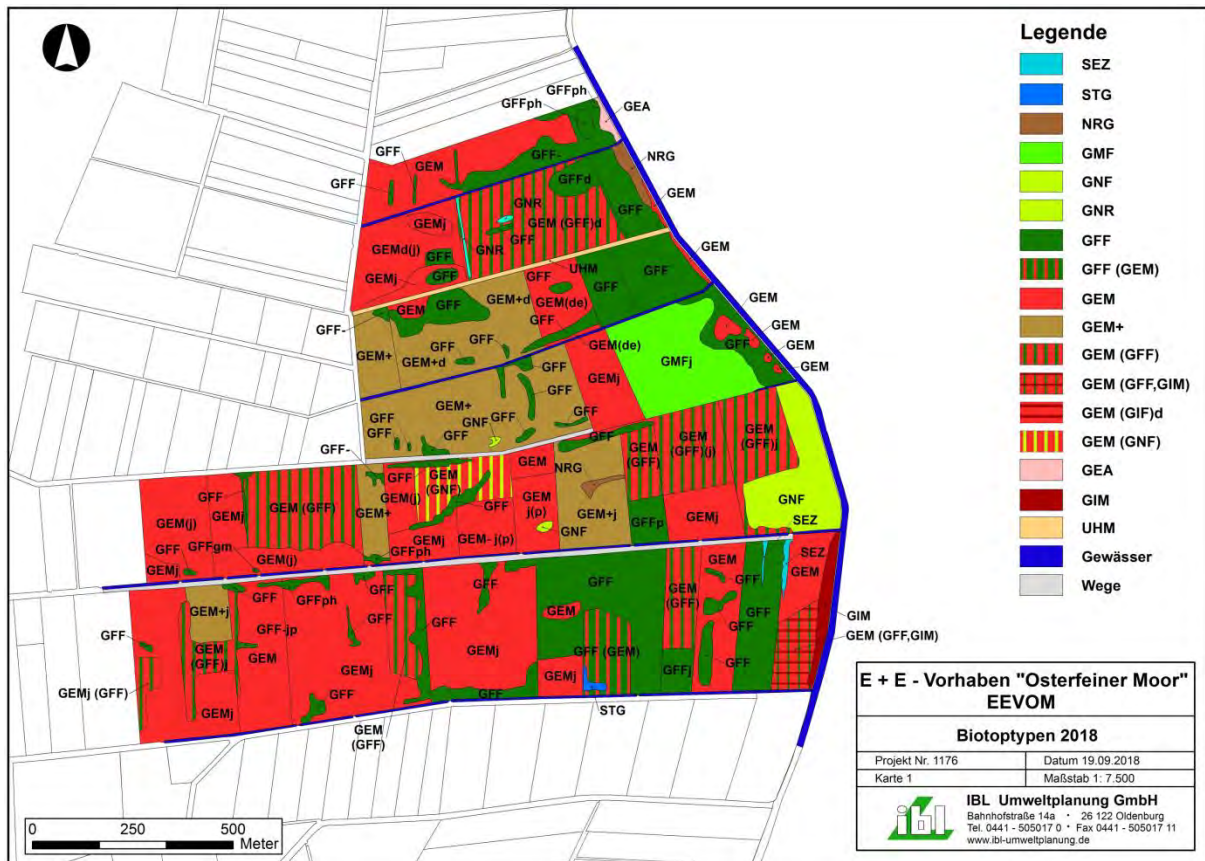 Legende
SEZ
STG
NRG
GMF
GNF
GNR
GFF
GFF (GEM)
GEM
GEM+
GEM (GFF)
GEM (GFF,GIM)
GEM (GIF)d
GEM (GNF)
GEA
GIM
UHM
Gewässer
Wege
GFFph
GFFph
GEA
GFF-
GEM
GFF
GFF
NRG
GFFd
GEM
GNR
GEM (GFF)d
GFF
GEMj
GFF
GNR
GEMd(j)
GFF
GEMj
GFF
UHM
GEM
GFF
GFF
GEM+d
GEM
GFF
GEM(de)
GFF
GEM
GFF-
GFF
GEM
GFF
GEM
GEM(de)
GEM
GFF
GFF
GEM+
GEM+d
GFF
GMFj
GEMj
GFF
GEM+
GFF
GNF
GFF
GFF
GFF
GFF
GFF-
GFF
GEM
(GFF)
GEM
(GFF)(j)
GEM
(GFF)j
GEM
NRG
GFF
GEM
(GNF)
GEM(j)
GFF
GEM (GFF)
GEM+
GEM
j(p)
GFF
GNF
GEM(j)
GEMj
GEM+j
GFFp
GEMj
GNF
SEZ
GEMj
GEM- j(p)
GFF
GFFgm
GEM(j)
GFFph
GEMj
SEZ
GEM
GEM
GFF
GFF
GEM
(GFF)
GFF
GFF
GFFph
GEM+j
GFF
GFF-jp
GFF
GFF
GEM
GFF
GFF
GIM
GEM (GFF,GIM)
GFF
GEM
(GFF)j
GEM
GEMj
GEMj
GFF (GEM)
GEMj
GFFj
GFF
GEMj (GFF)
GEMj
GFF
GFF
STG
GEM
(GFF)
0 250 500
Meter
E + E - Vorhaben "Osterfeiner Moor"
EEVOM
Biotoptypen 2018
Projekt Nr. 1176 Datum 19.09.2018
Karte 1 Maßstab 1: 7.500
ibl
IBL Umweltplanung GmbH
Bahnhofstraße 14a · 26 122 Oldenburg
Tel. 0441 - 505017 0 · Fax 0441 - 505017 11
www.ibl-umweltplanung.de